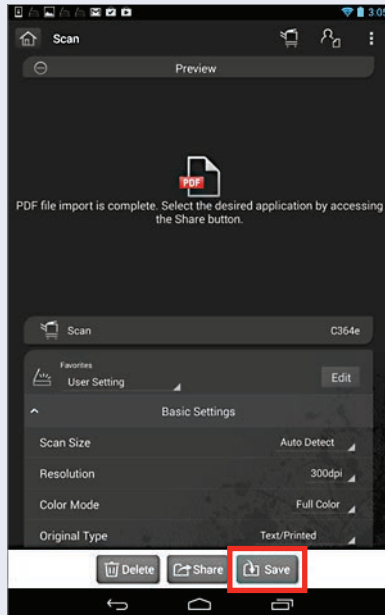 3:05
Scan
Preview
PDF
PDF file import is complete. Select the desired application by accessing
the Share button.
Scan C364e
Favorites
User Setting Edit
Basic Settings
Scan Size Auto Detect
Resolution 300dpi
Color Mode Full Color
Original Type Text/Printed
Delete Share Save